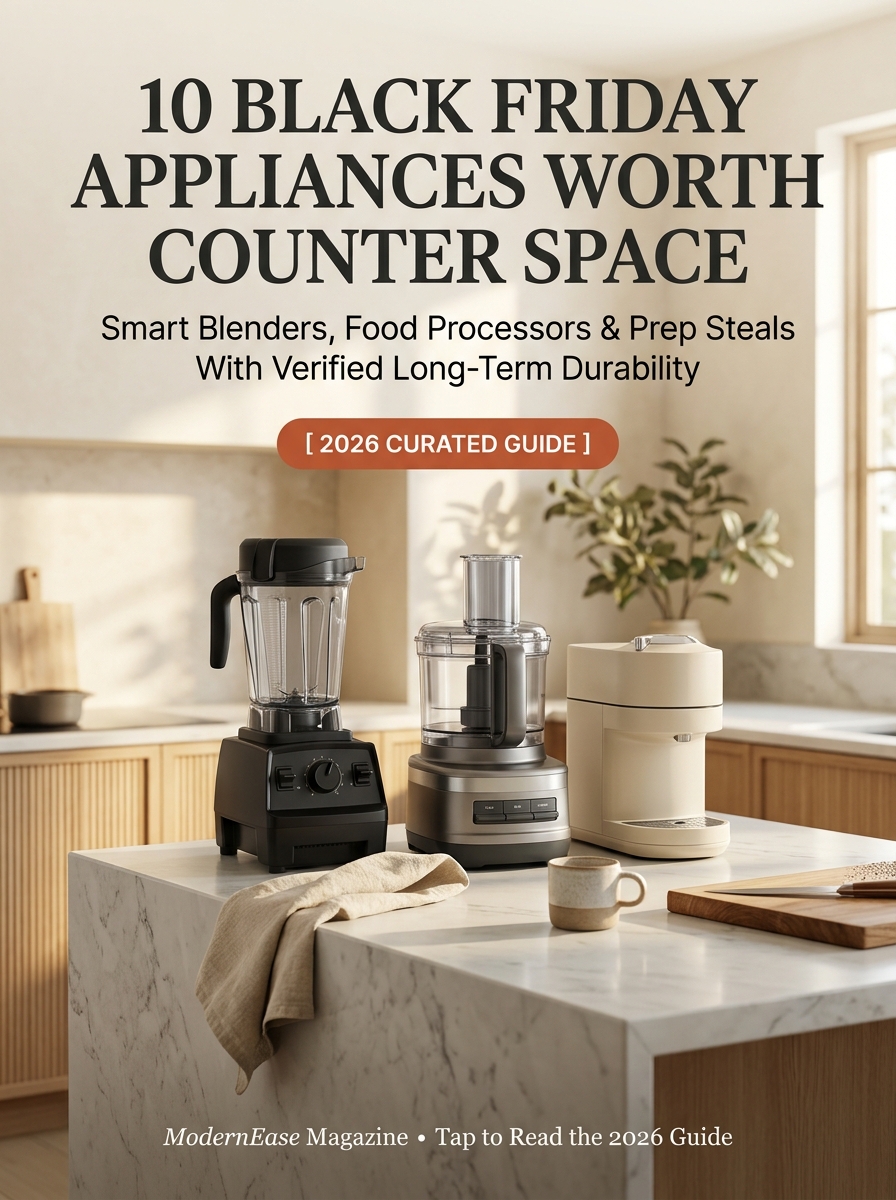 10 BLACK FRIDAY
APPLIANCES WORTH
COUNTER SPACE
Smart Blenders, Food Processors & Prep Steals
With Verified Long-Term Durability
[ 2026 CURATED GUIDE ]
ModernEase Magazine • Tap to Read the 2026 Guide